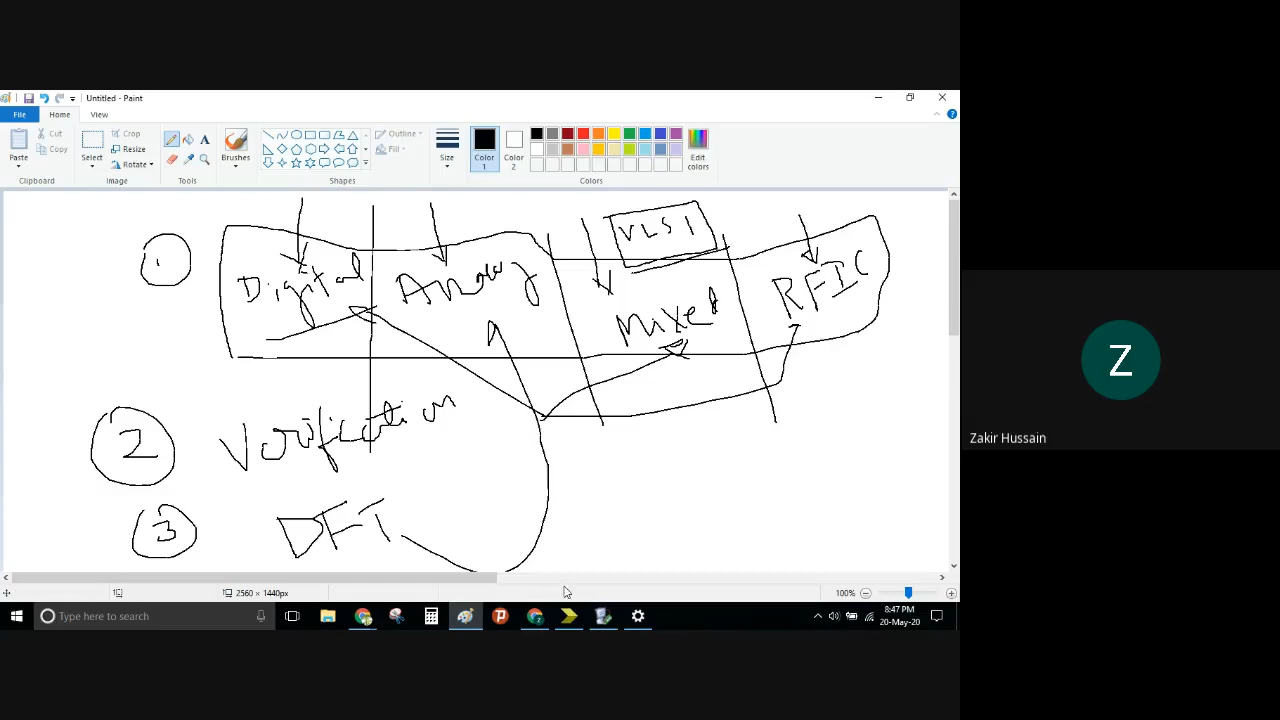 Untitled - Paint
File Home View
Paste Cut Copy Clipboard
Select Crop Resize Rotate Image
Tools
Brushes
Shapes Outline Fill
Size
Color 1 Color 2 Edit colors Colors
VLSI
1 Digital Analog Mixed RFIC
2 Verification
3 DFT
Z
Zakir Hussain
2560 × 1440px 100%
Type here to search
8:47 PM
20-May-20